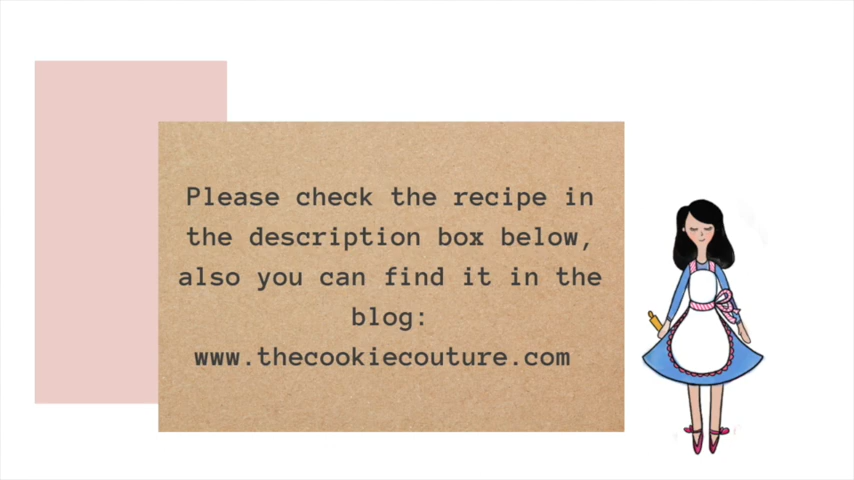 Please check the recipe in
the description box below,
also you can find it in the
blog:
www.thecookiecouture.com